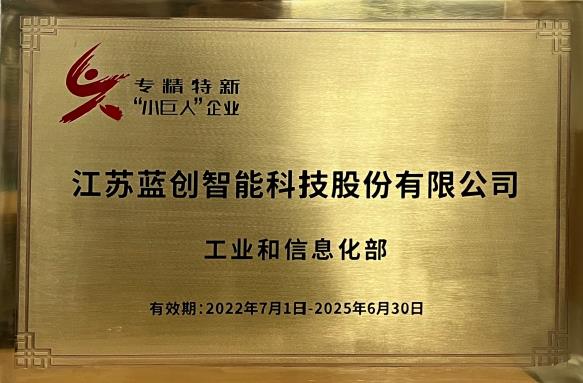 专精特新
“小巨人”企业
江苏蓝创智能科技股份有限公司
工业和信息化部
有效期:2022年7月1日-2025年6月30日